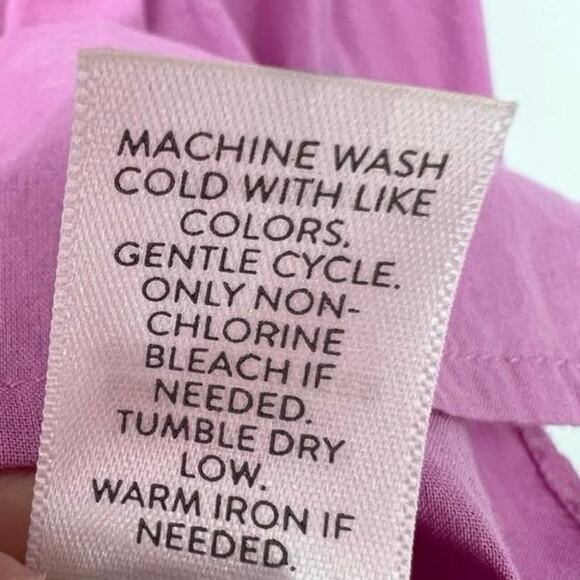 MACHINE WASH
COLD WITH LIKE
COLORS.
GENTLE CYCLE.
ONLY NON-
CHLORINE
BLEACH IF
NEEDED.
TUMBLE DRY
LOW.
WARM IRON IF
NEEDED.